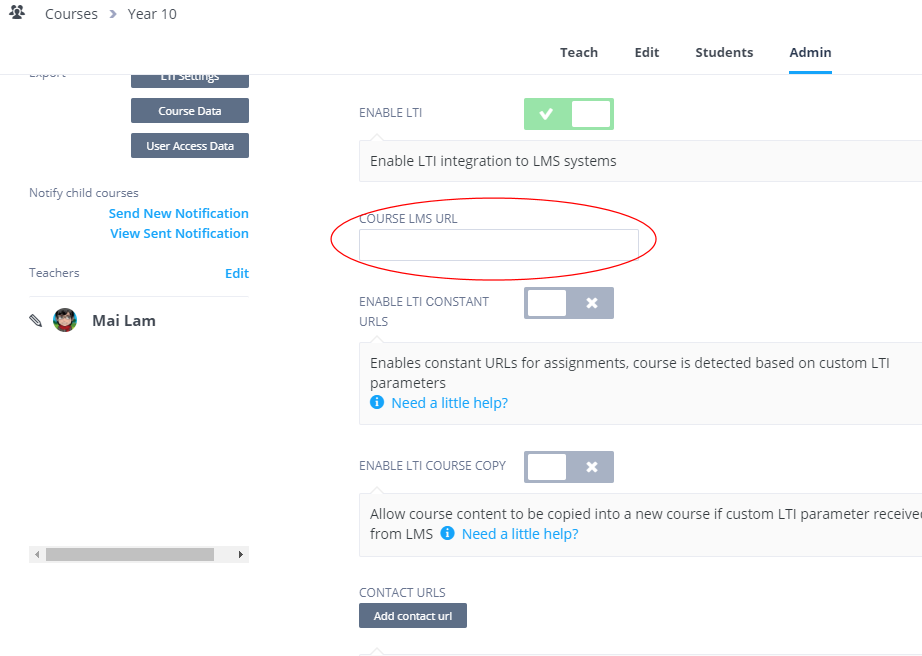 Courses > Year 10
Teach Edit Students Admin
Export
LTI Settings
Course Data
User Access Data
Notify child courses
Send New Notification
View Sent Notification
Teachers Edit
Mai Lam
ENABLE LTI
Enable LTI integration to LMS systems
COURSE LMS URL
ENABLE LTI CONSTANT
URLS
Enables constant URLs for assignments, course is detected based on custom LTI
parameters
Need a little help?
ENABLE LTI COURSE COPY
Allow course content to be copied into a new course if custom LTI parameter received
from LMS Need a little help?
CONTACT URLS
Add contact url